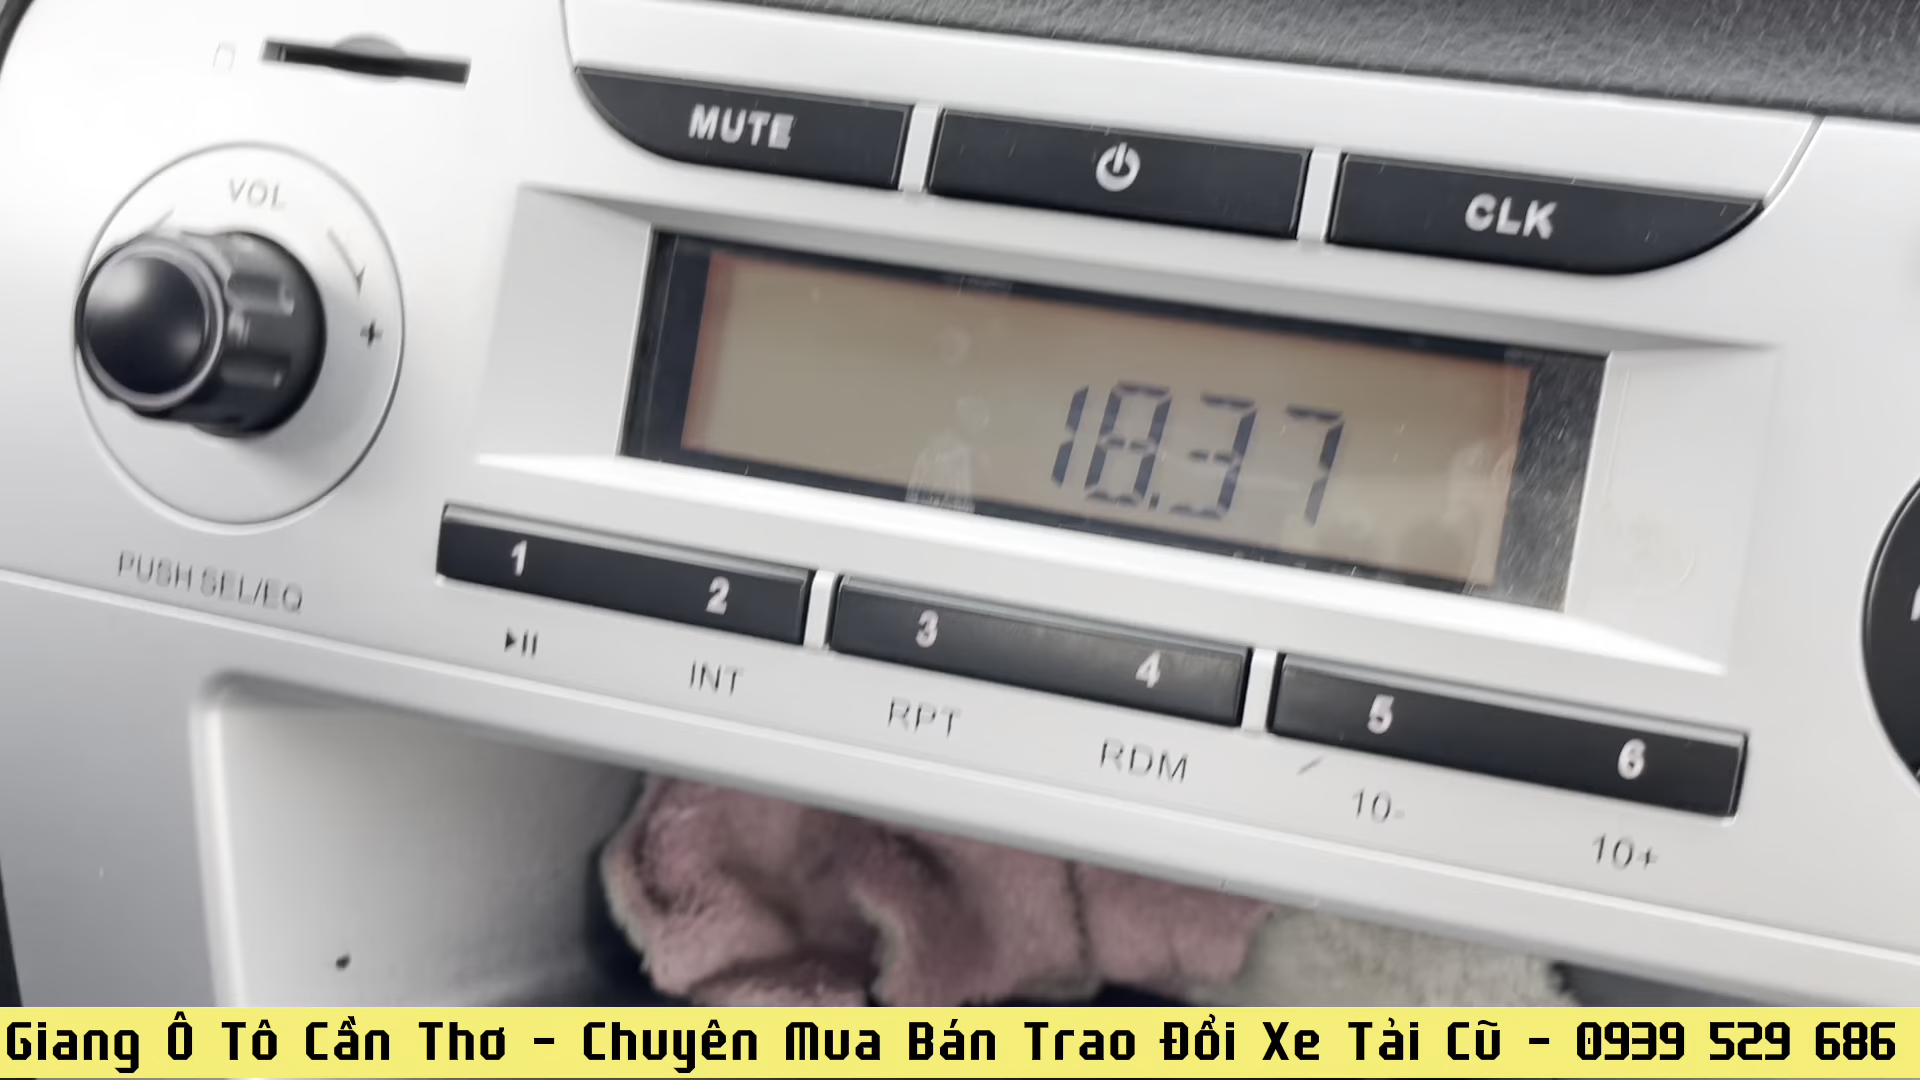 MUTE
CLK
VOL
+
18.37
PUSH SEL/EQ
1
2
3
4
5
6
INT
RPT
RDM
10-
10+
Giang Ô Tô Cần Thơ - Chuyên Mua Bán Trao Đổi Xe Tải Cũ - 0939 529 686